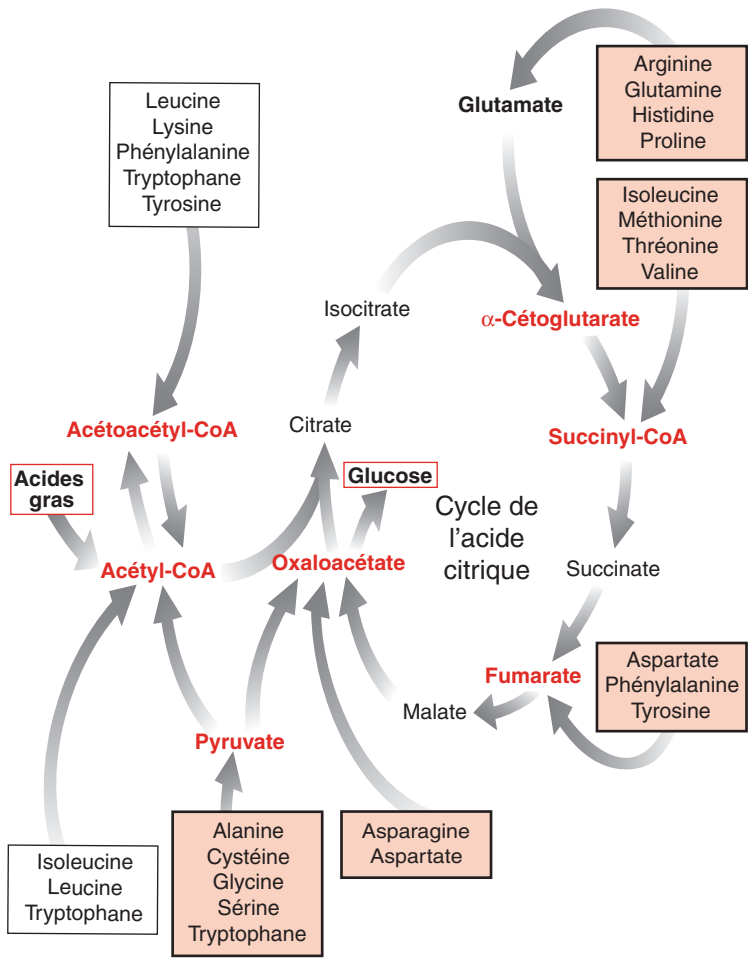 Arginine
Glutamine
Histidine
Proline
Glutamate
Leucine
Lysine
Phénylalanine
Tryptophane
Tyrosine
Isoleucine
Méthionine
Thréonine
Valine
Isocitrate
α-Cétoglutarate
Citrate
Acétoacétyl-CoA
Succinyl-CoA
Acides
gras
Glucose
Cycle de
l'acide
citrique
Acétyl-CoA
Oxaloacétate
Succinate
Fumarate
Aspartate
Phénylalanine
Tyrosine
Malate
Pyruvate
Isoleucine
Leucine
Tryptophane
Alanine
Cystéine
Glycine
Sérine
Tryptophane
Asparagine
Aspartate